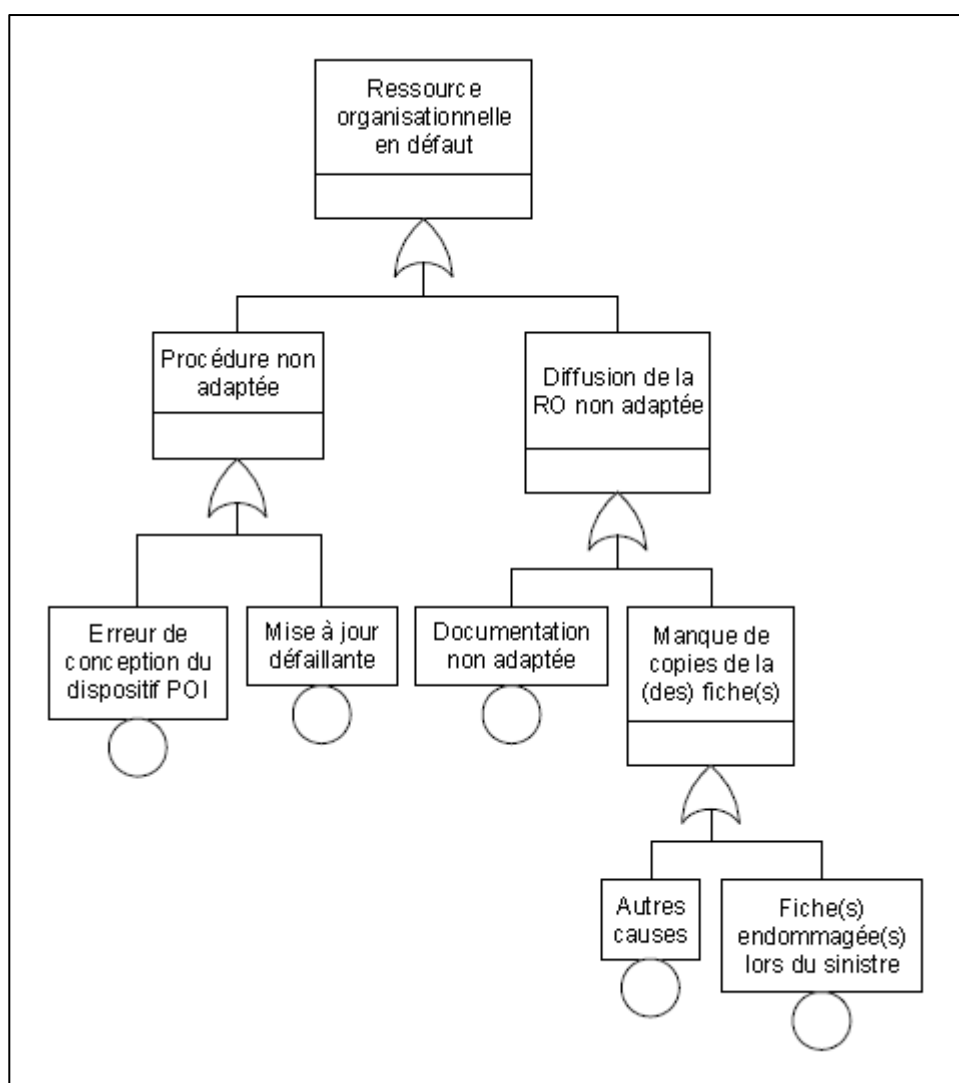 Ressource
organisationnelle
en défaut
Procédure non
adaptée
Diffusion de la
RO non adaptée
Erreur de
conception du
dispositif POI
Mise à jour
défaillante
Documentation
non adaptée
Manque de
copies de la
(des) fiche(s)
Autres
causes
Fiche(s)
endommagée(s)
lors du sinistre